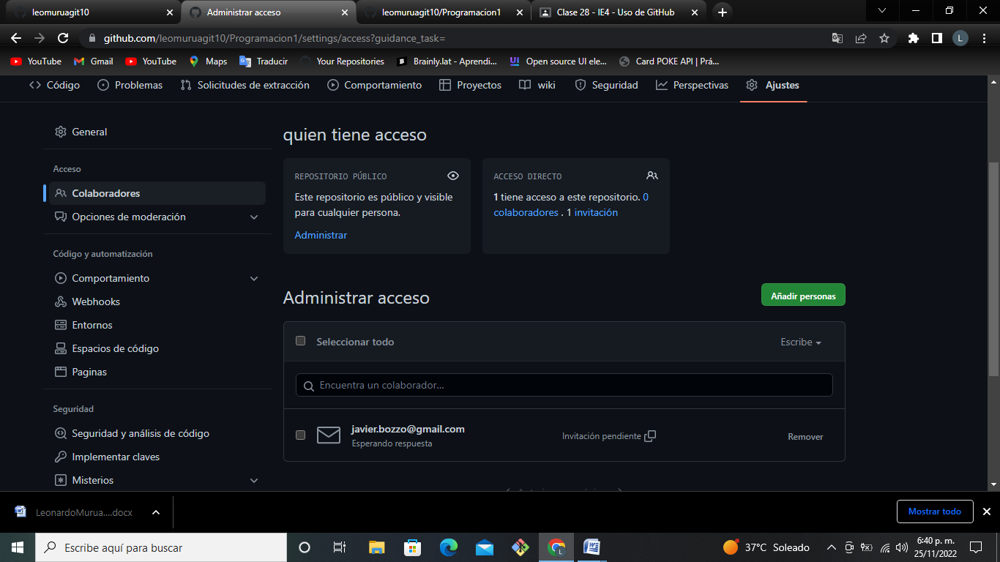 leomuruagit10
Administrar acceso
leomuruagit10/Programacion1
Clase 28 - IE4 - Uso de GitHub
github.com/leomuruagit10/Programacion1/settings/access?guidance_task=
L
YouTube
Gmail
YouTube
Maps
Traducir
Your Repositories
Brainly.lat - Aprendi...
Open source UI ele...
Card POKE API | Prá...
Código
Problemas
Solicitudes de extracción
Comportamiento
Proyectos
wiki
Seguridad
Perspectivas
Ajustes
General
Acceso
Colaboradores
Opciones de moderación
Código y automatización
Comportamiento
Webhooks
Entornos
Espacios de código
Paginas
Seguridad
Seguridad y análisis de código
Implementar claves
Misterios
quien tiene acceso
REPOSITORIO PÚBLICO
Este repositorio es público y visible
para cualquier persona.
Administrar
ACCESO DIRECTO
1 tiene acceso a este repositorio. 0
colaboradores . 1 invitación
Administrar acceso
Añadir personas
Seleccionar todo
Escribe
Encuentra un colaborador...
javier.bozzo@gmail.com
Esperando respuesta
Invitación pendiente
Remover
LeonardoMurua....docx
Mostrar todo
Escribe aquí para buscar
37°C Soleado
6:40 p. m.
25/11/2022